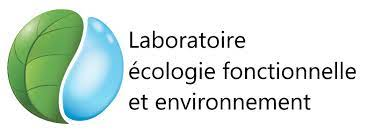 Laboratoire
écologie fonctionnelle
et environnement